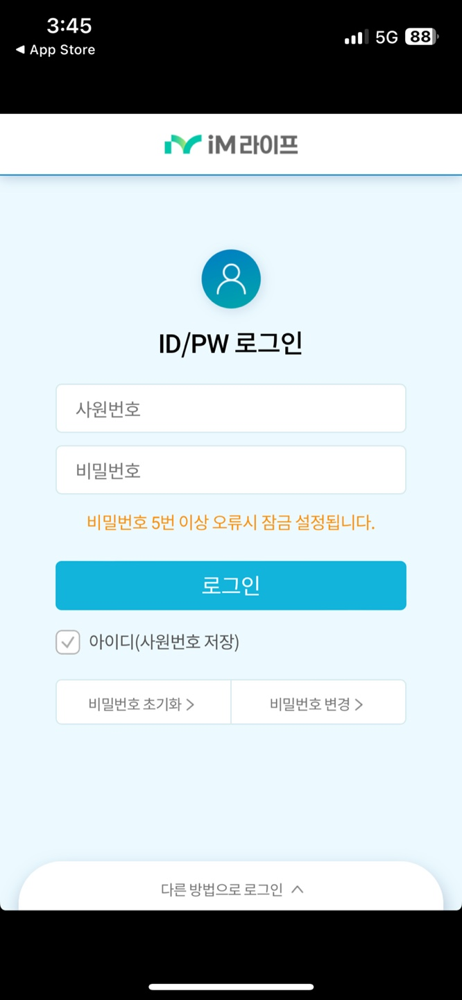 3:45
5G 88
◀ App Store
iM라이프
ID/PW 로그인
사원번호
비밀번호
비밀번호 5번 이상 오류시 잠금 설정됩니다.
로그인
아이디(사원번호 저장)
비밀번호 초기화 >
비밀번호 변경 >
다른 방법으로 로그인